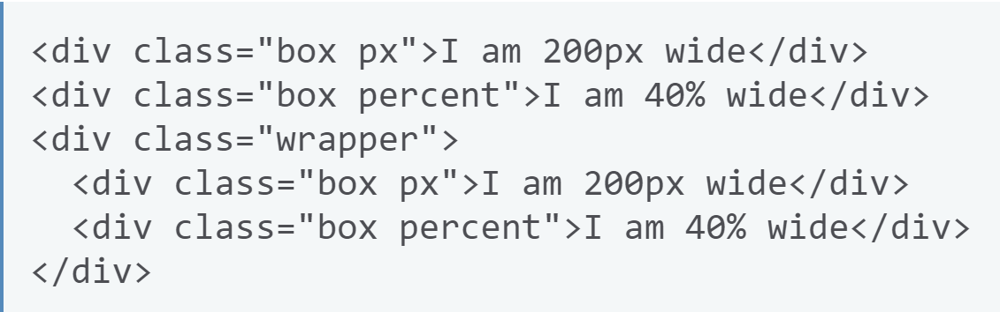 <div class="box px">I am 200px wide</div>
<div class="box percent">I am 40% wide</div>
<div class="wrapper">
  <div class="box px">I am 200px wide</div>
  <div class="box percent">I am 40% wide</div>
</div>